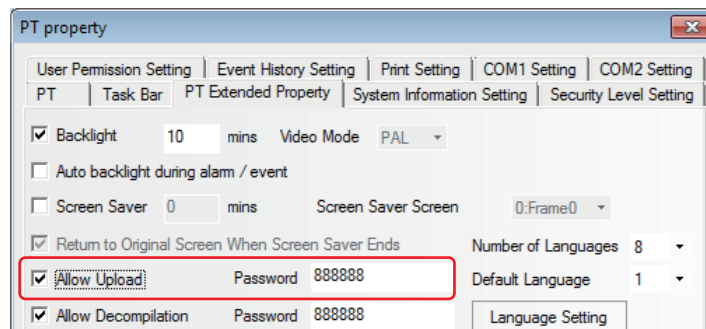 PT property
User Permission Setting Event History Setting Print Setting COM1 Setting COM2 Setting
PT Task Bar PT Extended Property System Information Setting Security Level Setting
Backlight 10 mins Video Mode PAL
Auto backlight during alarm / event
Screen Saver 0 mins Screen Saver Screen 0:Frame0
Return to Original Screen When Screen Saver Ends Number of Languages 8
Allow Upload Password 888888 Default Language 1
Allow Decompilation Password 888888 Language Setting